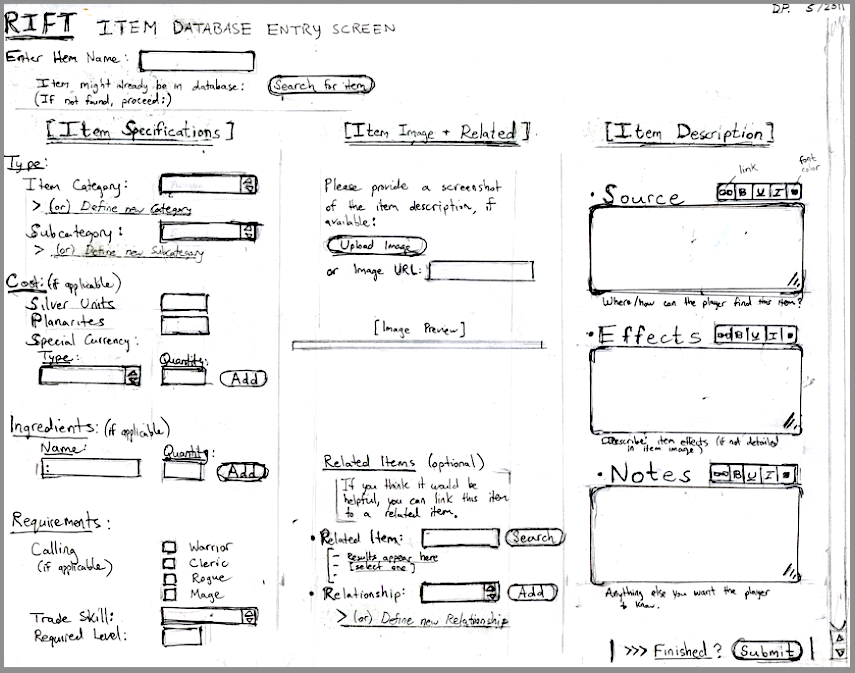 RIFT ITEM DATABASE ENTRY SCREEN
DP. 5/2011
Enter Item Name:
Item might already be in database:
(If not found, proceed:)
Search for item
[Item Specifications]
Type:
Item Category:
> (or) Define new Category
Subcategory:
> (or) Define new Subcategory
Cost: (if applicable)
Silver Units
Planarites
Special Currency:
Type: Quantity:
Add
Ingredients: (if applicable)
Name: Quantity:
Add
Requirements:
Calling
(if applicable)
Warrior
Cleric
Rogue
Mage
Trade Skill:
Required Level:
[Item Image + Related]
Please provide a screenshot
of the item description, if
available:
Upload Image
or Image URL:
[Image Preview]
Related Items (optional)
If you think it would be
helpful, you can link this item
to a related item.
• Related Item: Search
- Results appear here
- [select one]
-
• Relationship: Add
> (or) Define new Relationship
[Item Description]
link
font
color
• Source B U I
Where/how can the player find this item?
• Effects B U I
Describe item effects (if not detailed
in item image)
• Notes B U I
Anything else you want the player
to know.
>>> Finished? Submit